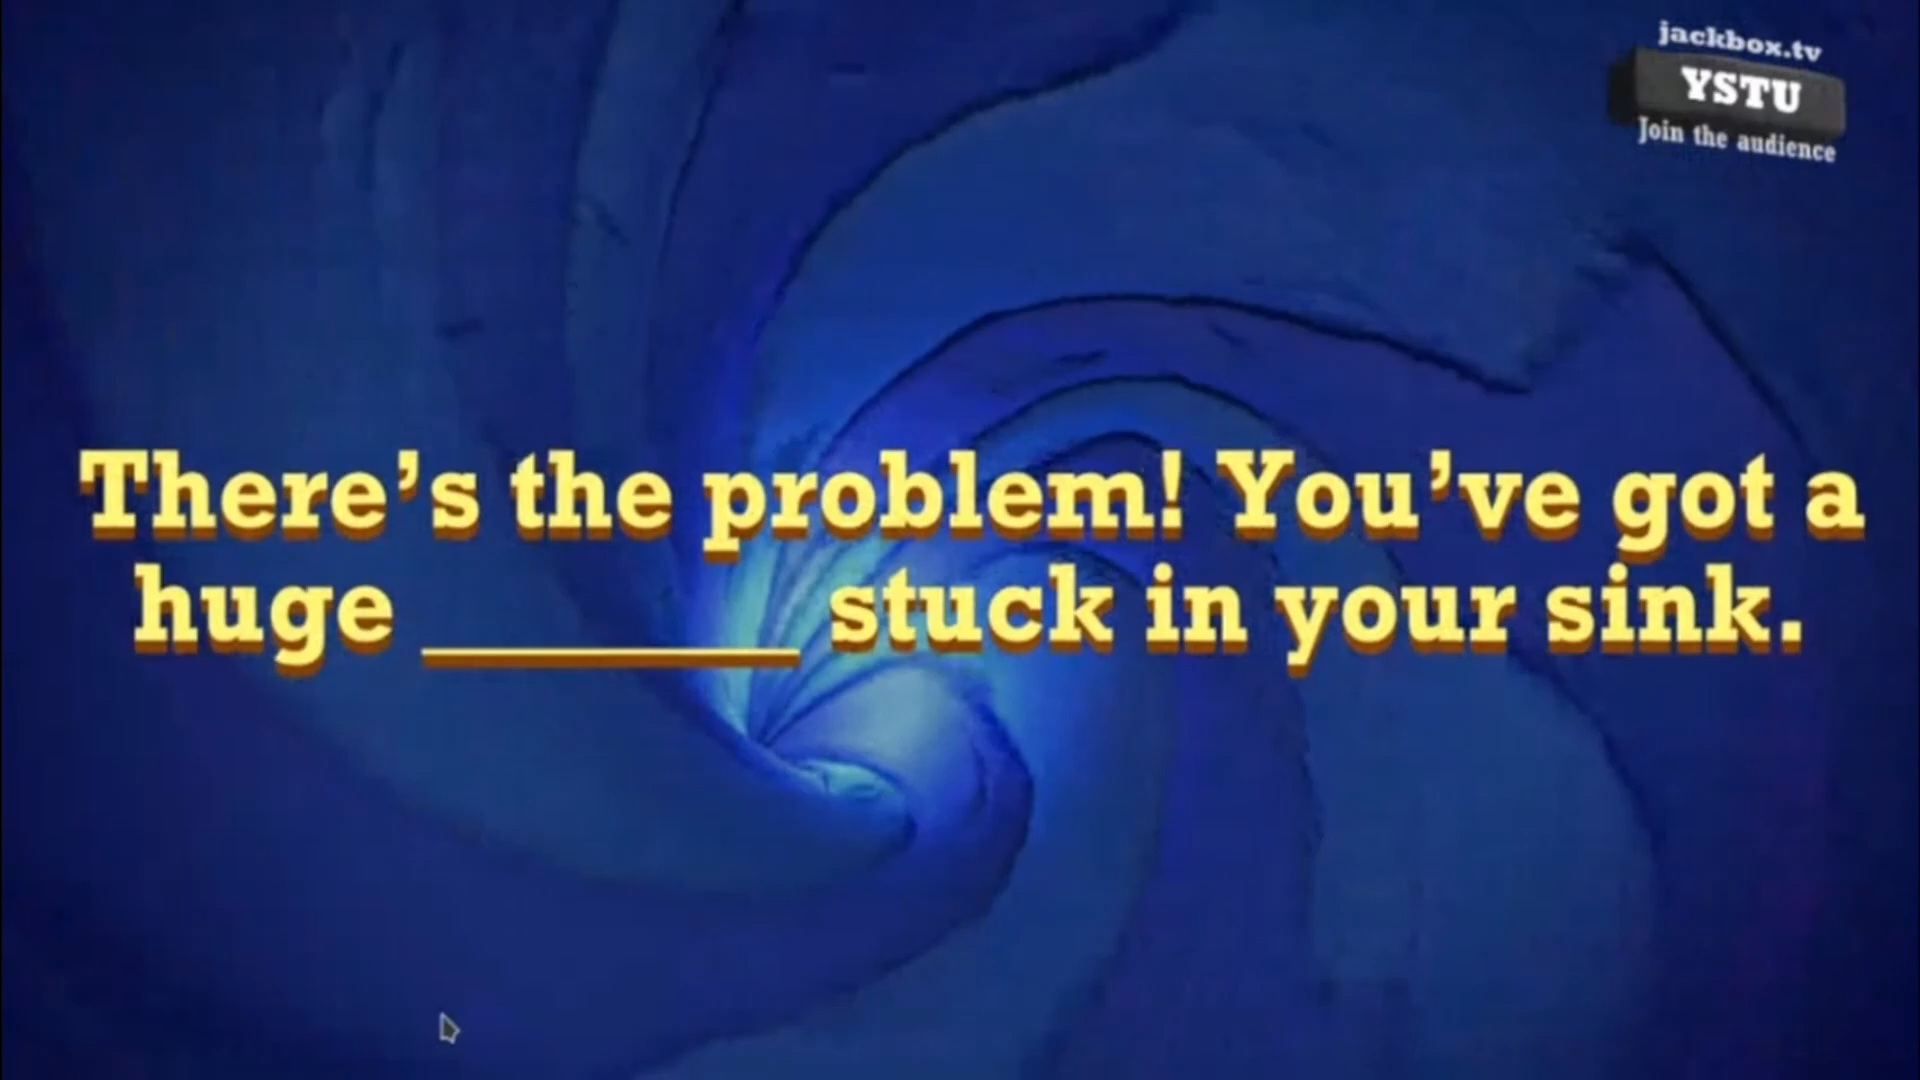 jackbox.tv
YSTU
Join the audience
There's the problem! You've got a
huge ________ stuck in your sink.